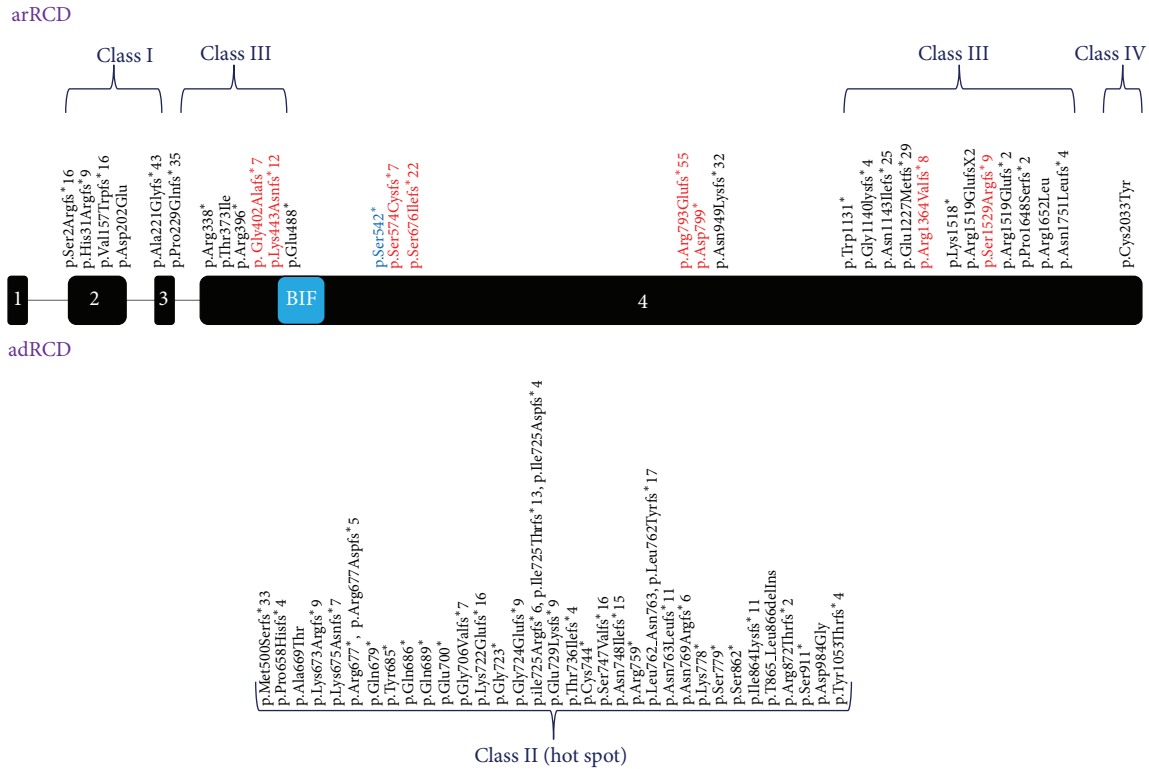 arRCD
Class I
Class III
Class III
Class IV
p.Ser2Argfs*16
p.His31Argfs*9
p.Val157Trpfs*16
p.Asp202Glu
p.Ala221Glyfs*43
p.Pro229Glnfs*35
p.Arg338*
p.Thr373Ile
p.Arg396*
p. Gly402Alafs*7
p.Lys443Asnfs*12
p.Glu488*
p.Ser542*
p.Ser574Cysfs*7
p.Ser676Ilefs*22
p.Arg793Glufs*55
p.Asp799*
p.Asn949Lysfs*32
p.Trp1131*
p.Gly1140lysfs*4
p.Asn1143Ilefs*25
p.Glu1227Metfs*29
p.Arg1364Valfs*8
p.Lys1518*
p.Arg1519GlufsX2
p.Ser1529Argfs*9
p.Arg1519Glufs*2
p.Pro1648Serfs*2
p.Arg1652Leu
p.Asn1751Leufs*4
p.Cys2033Tyr
1
2
3
BIF
4
adRCD
p.Met500Serfs*33
p.Pro658Hisfs*4
p.Ala669Thr
p.Lys673Argfs*9
p.Lys675Asnfs*7
p.Arg677*, p.Arg677Aspfs*5
p.Gln679*
p.Tyr685*
p.Gln686*
p.Gln689*
p.Glu700*
p.Gly706Valfs*7
p.Lys722Glufs*16
p.Gly723*
p.Gly724Glufs*9
p.ile725Argfs*6, p.Ile725Thrfs*13, p.Ile725Aspfs*4
p.Glu729Lysfs*9
p.Thr736Ilefs*4
p.Cys744*
p.Ser747Valfs*16
p.Asn748Ilefs*15
p.Arg759*
p.Leu762_Asn763, p.Leu762Tyrfs*17
p.Asn763Leufs*11
p.Asn769Argfs*6
p.Lys778*
p.Ser779*
p.Ser862*
p.Ile864Lysfs*11
p.T865_Leu866delIns
p.Arg872Thrfs*2
p.Ser911*
p.Asp984Gly
p.Tyr1053Thrfs*4
Class II (hot spot)